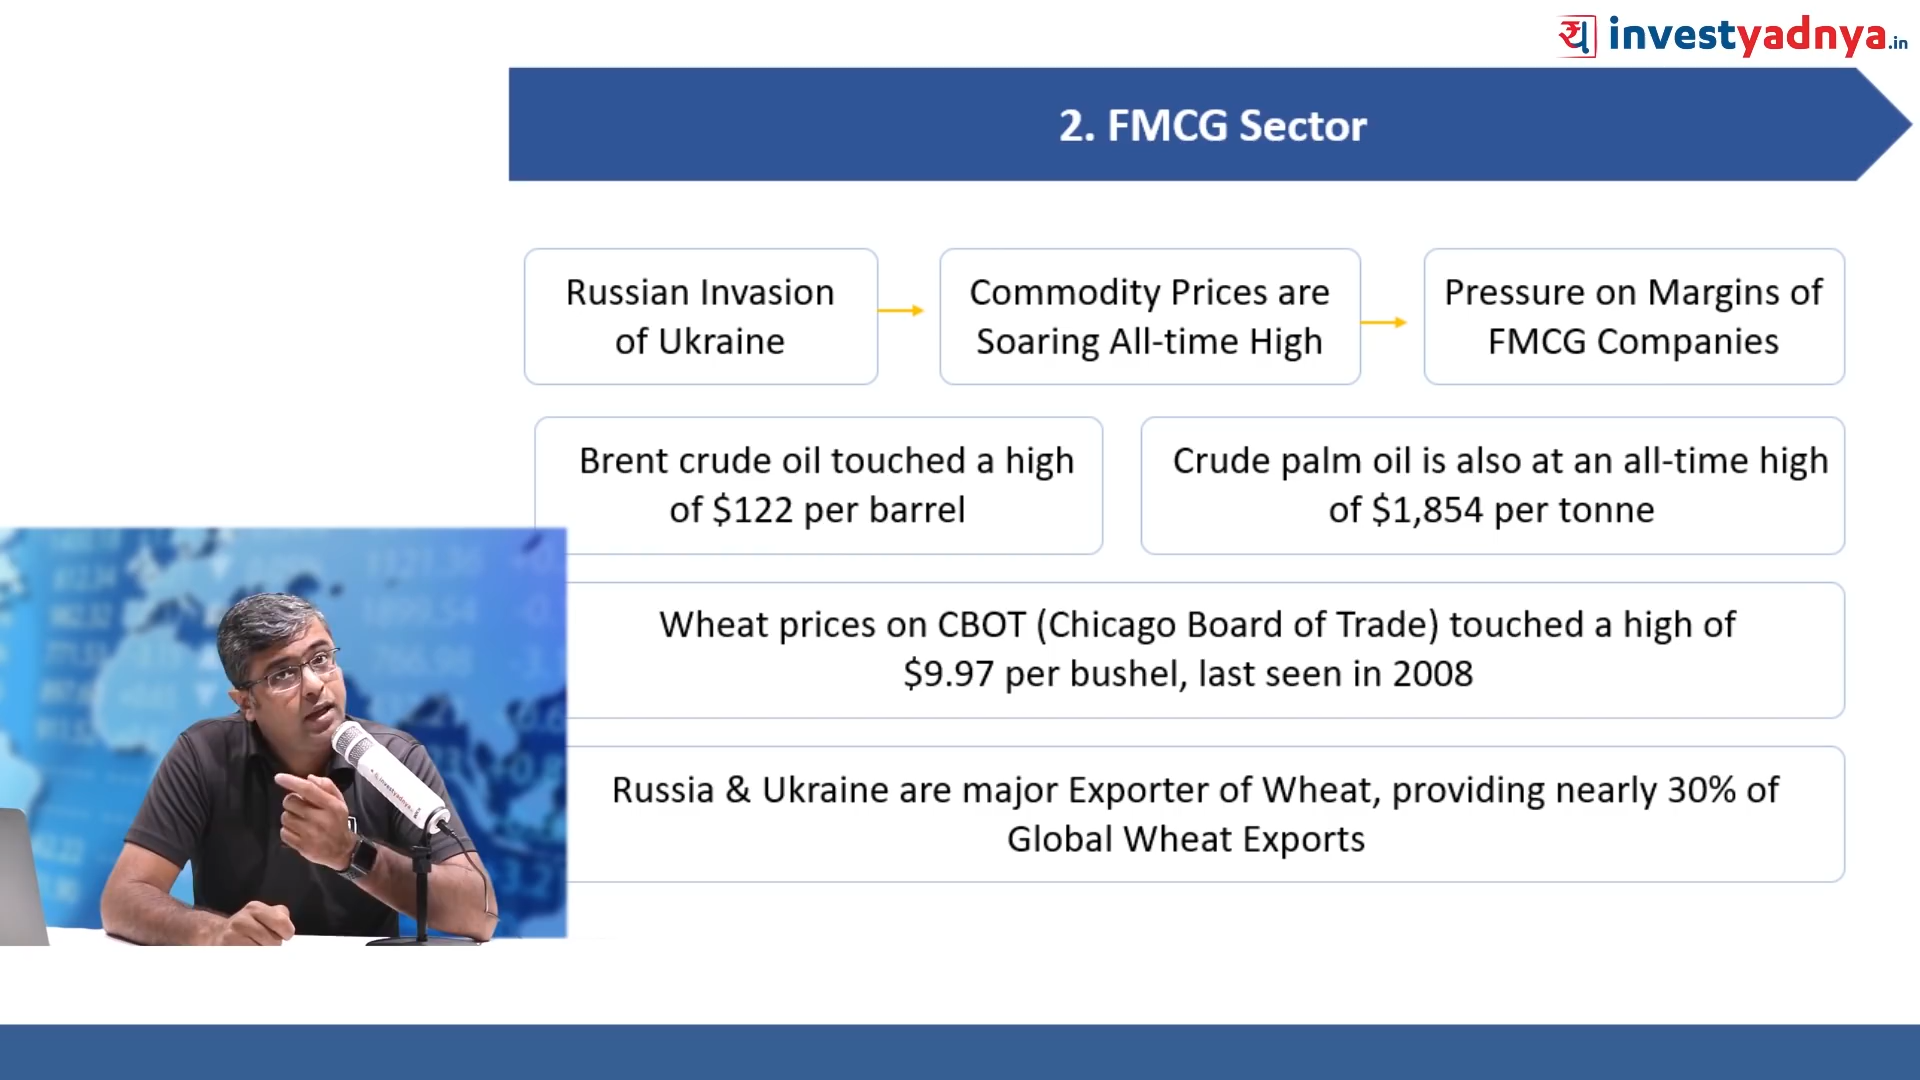 investyadnya.in
2. FMCG Sector
Russian Invasion
of Ukraine
Commodity Prices are
Soaring All-time High
Pressure on Margins of
FMCG Companies
Brent crude oil touched a high
of $122 per barrel
Crude palm oil is also at an all-time high
of $1,854 per tonne
Wheat prices on CBOT (Chicago Board of Trade) touched a high of
$9.97 per bushel, last seen in 2008
Russia & Ukraine are major Exporter of Wheat, providing nearly 30% of
Global Wheat Exports